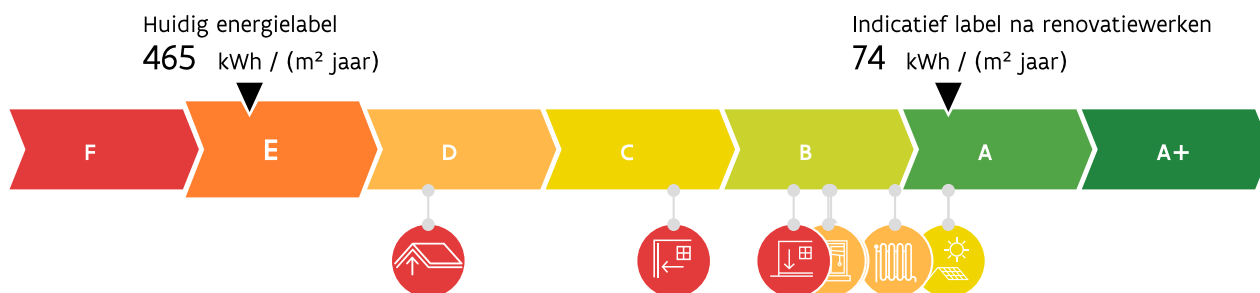 Huidig energielabel
465 kWh / (m² jaar)
Indicatief label na renovatiewerken
74 kWh / (m² jaar)
F E D C B A A+